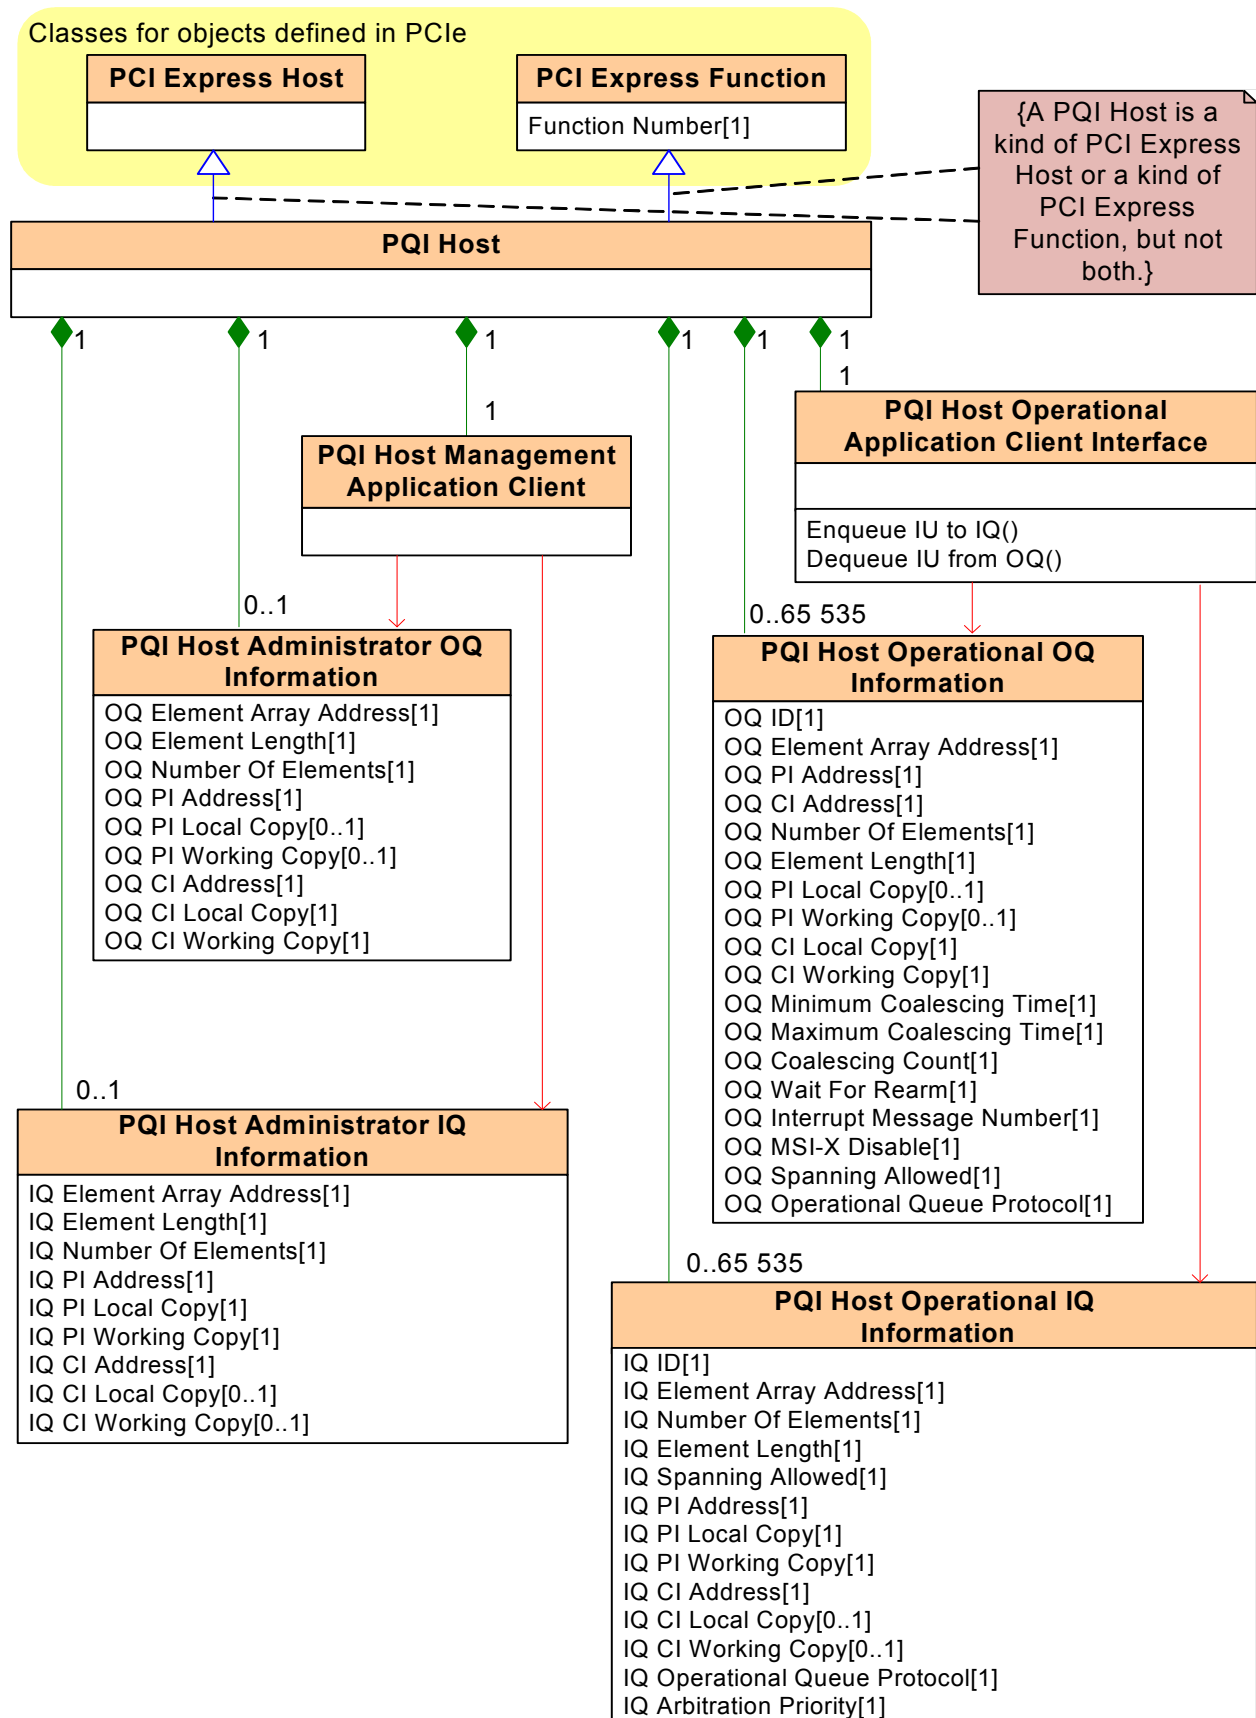 Classes for objects defined in PCIe
PCI Express Host
PCI Express Function
Function Number[1]
{A PQI Host is a
kind of PCI Express
Host or a kind of
PCI Express
Function, but not
both.}
PQI Host
1
1
1
1
1
1
1
1
PQI Host Operational
Application Client Interface
Enqueue IU to IQ()
Dequeue IU from OQ()
PQI Host Management
Application Client
0..1
PQI Host Administrator OQ
Information
OQ Element Array Address[1]
OQ Element Length[1]
OQ Number Of Elements[1]
OQ PI Address[1]
OQ PI Local Copy[0..1]
OQ PI Working Copy[0..1]
OQ CI Address[1]
OQ CI Local Copy[1]
OQ CI Working Copy[1]
0..65 535
PQI Host Operational OQ
Information
OQ ID[1]
OQ Element Array Address[1]
OQ PI Address[1]
OQ CI Address[1]
OQ Number Of Elements[1]
OQ Element Length[1]
OQ PI Local Copy[0..1]
OQ PI Working Copy[0..1]
OQ CI Local Copy[1]
OQ CI Working Copy[1]
OQ Minimum Coalescing Time[1]
OQ Maximum Coalescing Time[1]
OQ Coalescing Count[1]
OQ Wait For Rearm[1]
OQ Interrupt Message Number[1]
OQ MSI-X Disable[1]
OQ Spanning Allowed[1]
OQ Operational Queue Protocol[1]
0..1
PQI Host Administrator IQ
Information
IQ Element Array Address[1]
IQ Element Length[1]
IQ Number Of Elements[1]
IQ PI Address[1]
IQ PI Local Copy[1]
IQ PI Working Copy[1]
IQ CI Address[1]
IQ CI Local Copy[0..1]
IQ CI Working Copy[0..1]
0..65 535
PQI Host Operational IQ
Information
IQ ID[1]
IQ Element Array Address[1]
IQ Number Of Elements[1]
IQ Element Length[1]
IQ Spanning Allowed[1]
IQ PI Address[1]
IQ PI Local Copy[1]
IQ PI Working Copy[1]
IQ CI Address[1]
IQ CI Local Copy[0..1]
IQ CI Working Copy[0..1]
IQ Operational Queue Protocol[1]
IQ Arbitration Priority[1]